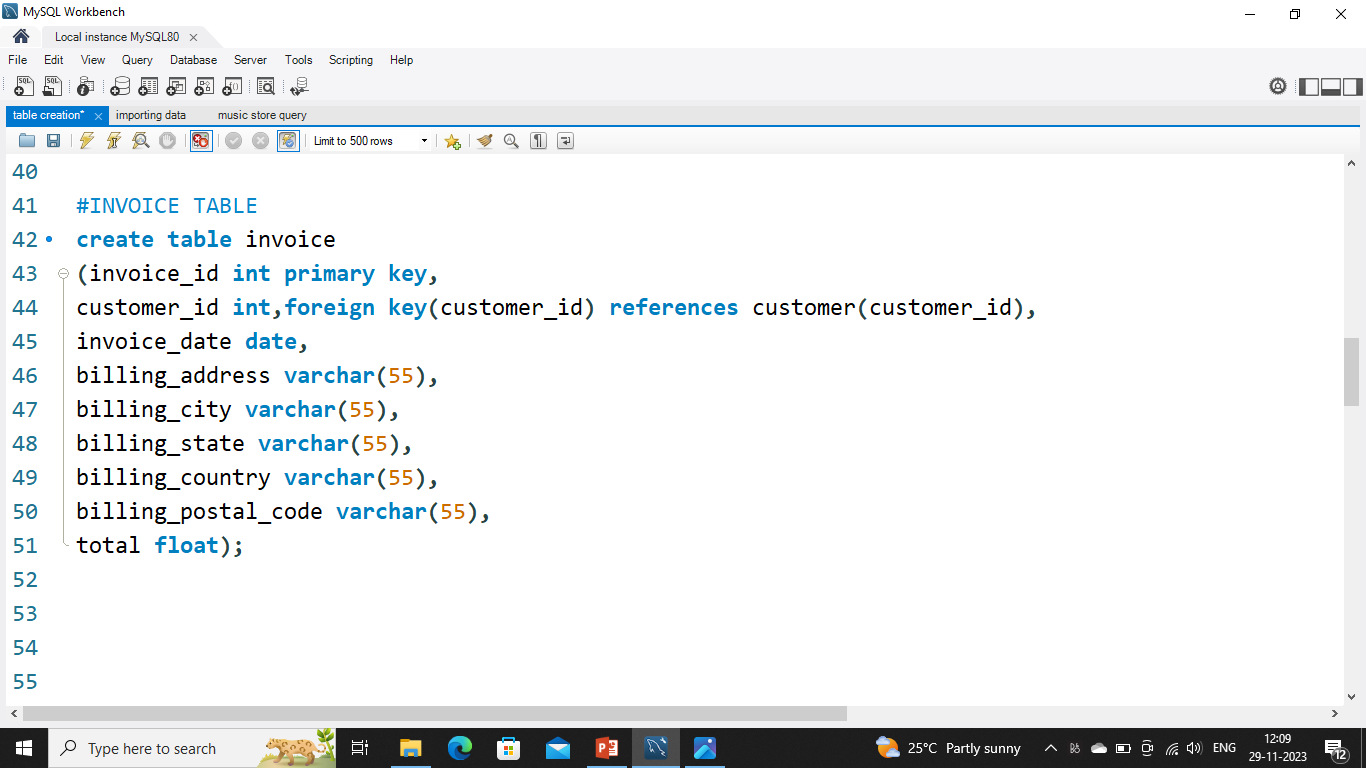 MySQL Workbench
Local instance MySQL80
File Edit View Query Database Server Tools Scripting Help
table creation* importing data music store query
Limit to 500 rows
40
41 #INVOICE TABLE
42 create table invoice
43 (invoice_id int primary key,
44 customer_id int,foreign key(customer_id) references customer(customer_id),
45 invoice_date date,
46 billing_address varchar(55),
47 billing_city varchar(55),
48 billing_state varchar(55),
49 billing_country varchar(55),
50 billing_postal_code varchar(55),
51 total float);
52
53
54
55
Type here to search 25°C Partly sunny ENG 12:09
29-11-2023 12